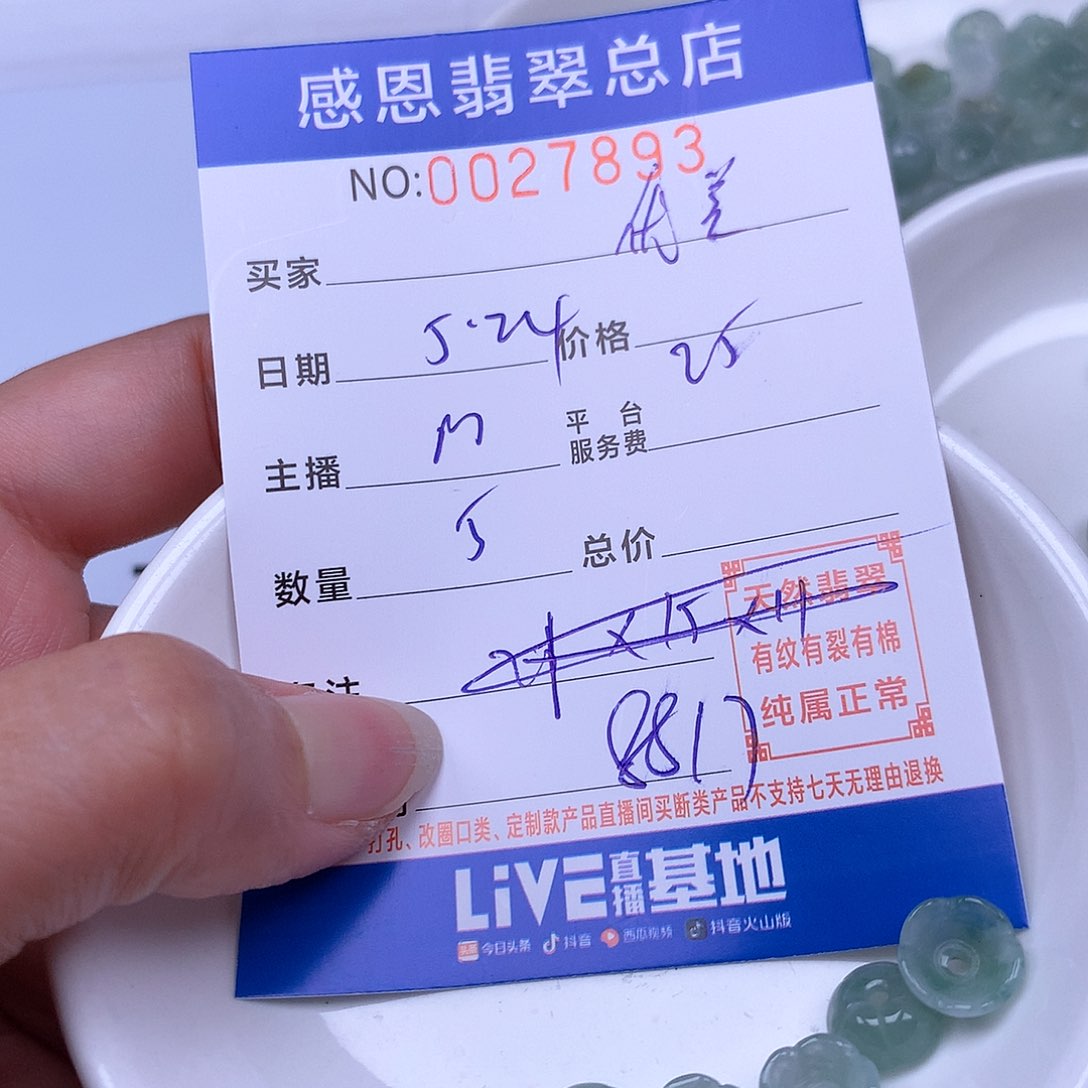 感恩翡翠总店
NO:0027893
买家
日期 5·24 价格 25
主播 M 平台服务费
数量 5 总价
天然翡翠
有纹有裂有棉
纯属正常
打孔、改圈口类、定制款产品直播间买断类产品不支持七天无理由退换
LiVE直播基地
头条 今日头条 抖音 西瓜视频 抖音火山版